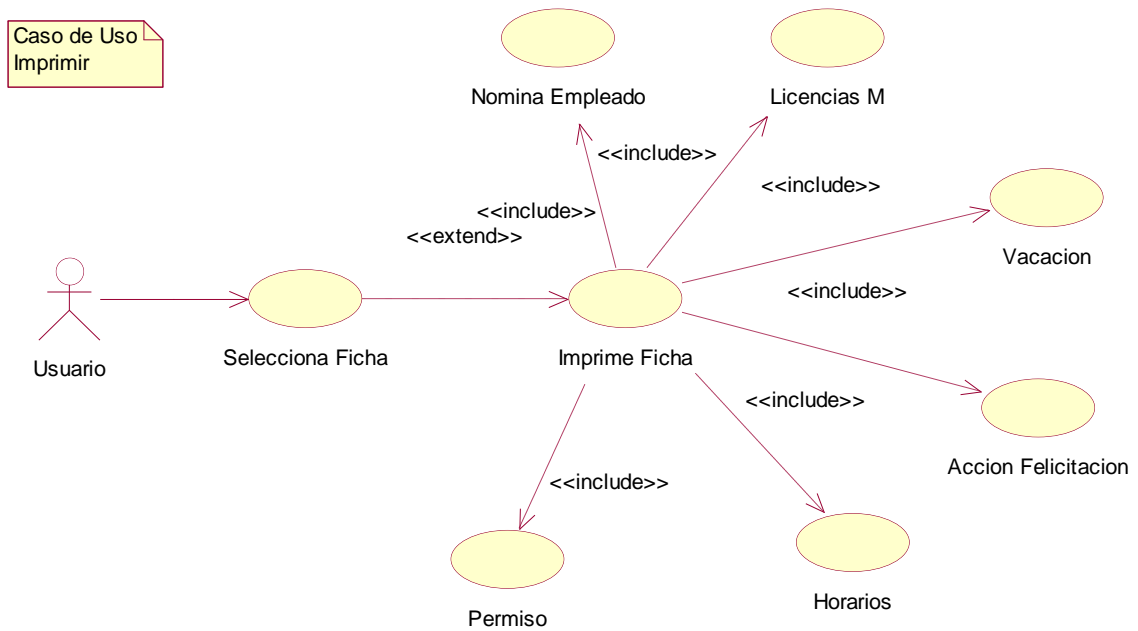 Caso de Uso
Imprimir
Nomina Empleado
Licencias M
<<include>>
<<include>>
<<include>>
<<extend>>
Vacacion
<<include>>
Usuario
Selecciona Ficha
Imprime Ficha
<<include>>
Accion Felicitacion
<<include>>
Permiso
Horarios